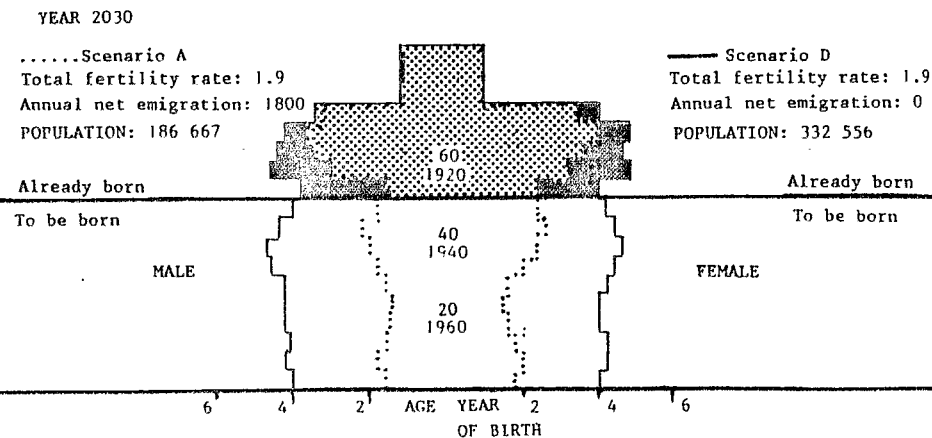 YEAR 2030
......Scenario A
Total fertility rate: 1.9
Annual net emigration: 1800
POPULATION: 186 667
Scenario D
Total fertility rate: 1.9
Annual net emigration: 0
POPULATION: 332 556
60
1920
Already born
Already born
To be born
To be born
40
1940
MALE
FEMALE
20
1960
6 4 2 AGE YEAR 2 4 6
OF BIRTH